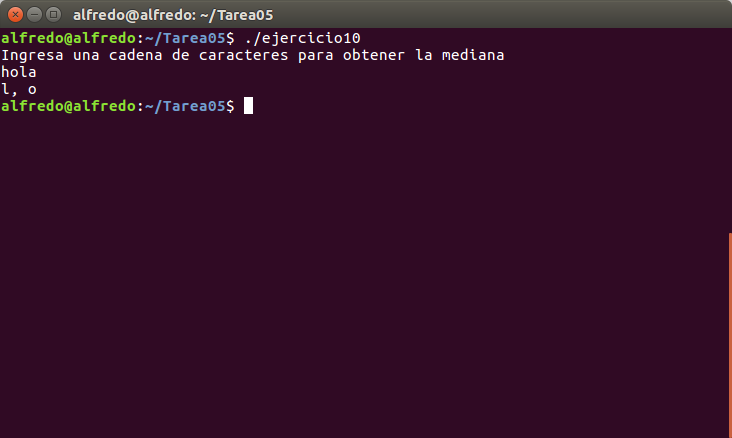 alfredo@alfredo: ~/Tarea05
alfredo@alfredo:~/Tarea05$ ./ejercicio10
Ingresa una cadena de caracteres para obtener la mediana
hola
l, o
alfredo@alfredo:~/Tarea05$